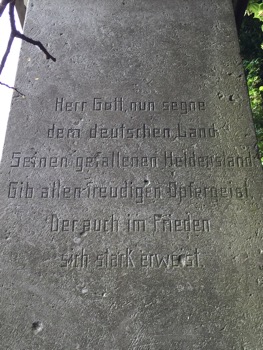 Herr Gott, nun segne
dem deutschen Land
Seinen gefallenen Heldensland
Gib allen freudigen Opfergeist,
Der auch im Frieden
sich stark erweist.